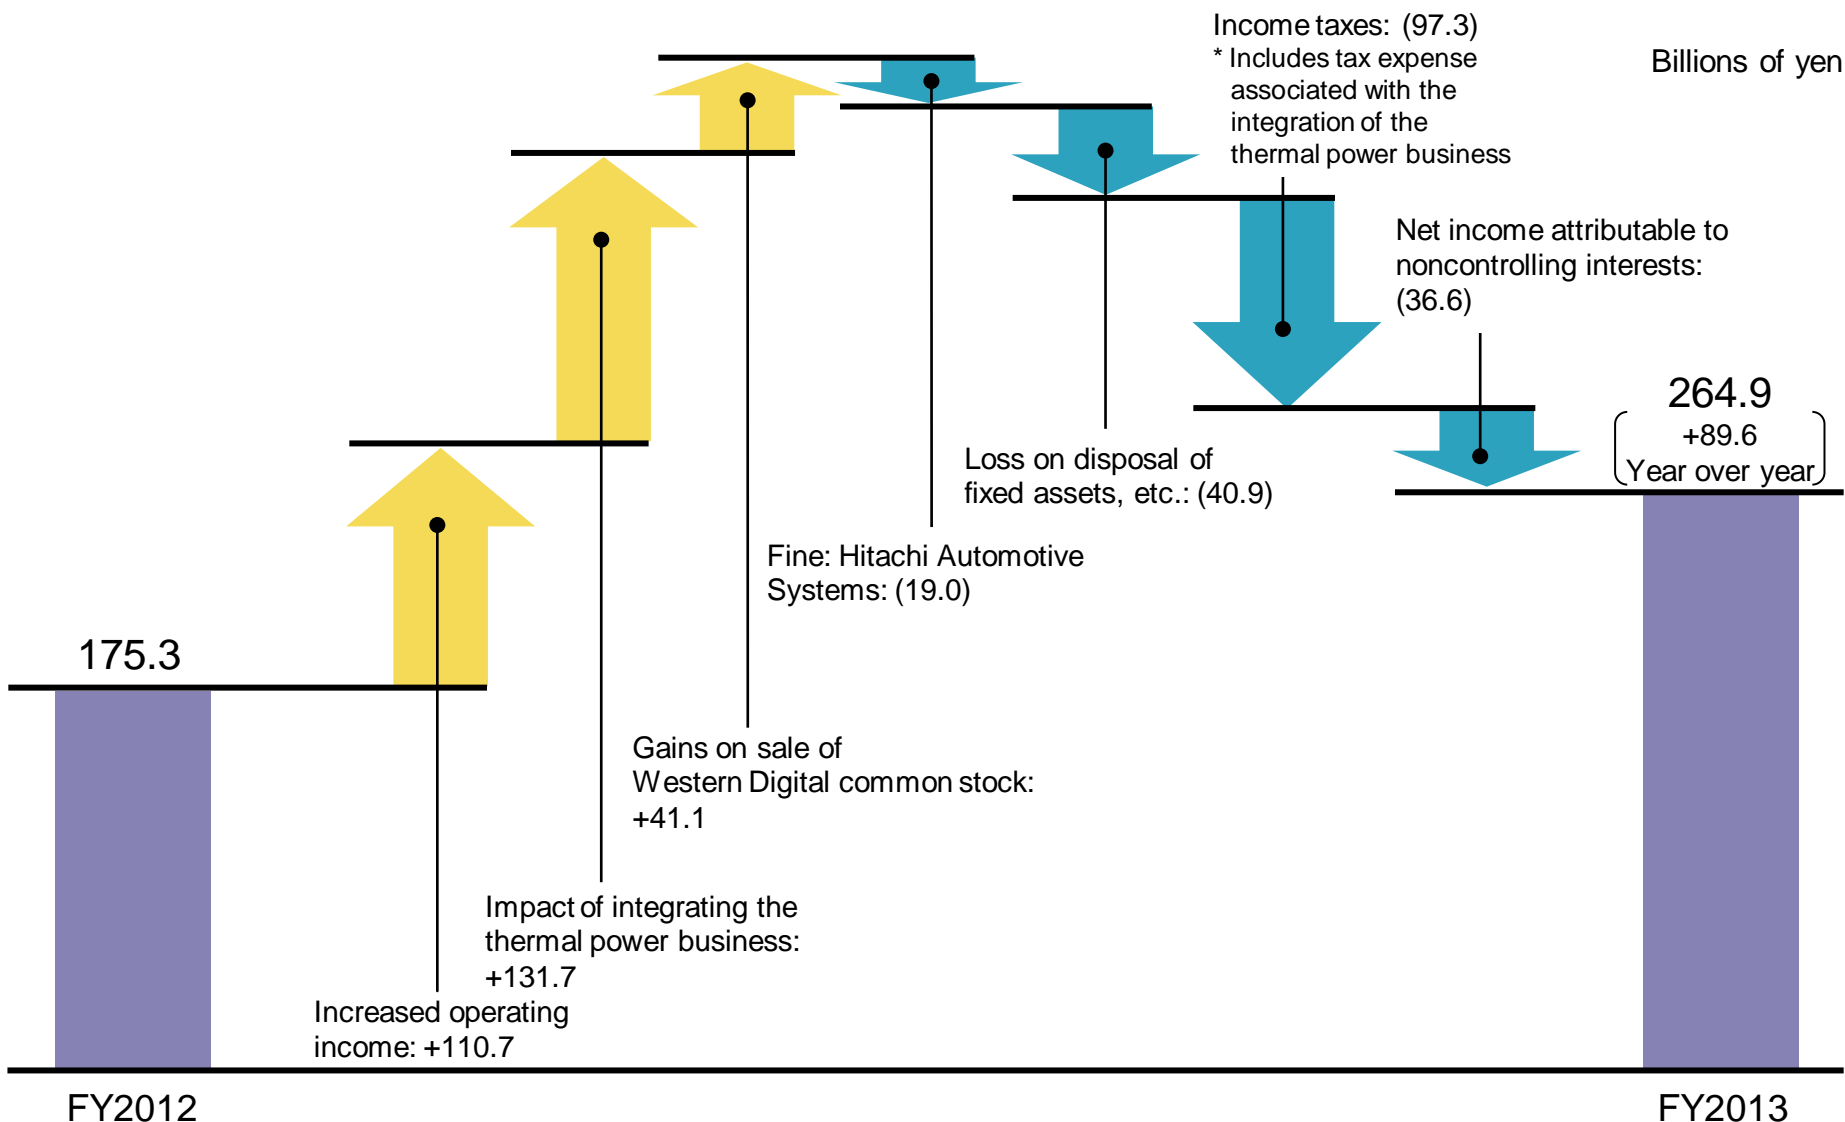 Income taxes: (97.3)
* Includes tax expense
associated with the
integration of the
thermal power business
Billions of yen
Net income attributable to
noncontrolling interests:
(36.6)
264.9
+89.6
Year over year
Loss on disposal of
fixed assets, etc.: (40.9)
Fine: Hitachi Automotive
Systems: (19.0)
175.3
Gains on sale of
Western Digital common stock:
+41.1
Impact of integrating the
thermal power business:
+131.7
Increased operating
income: +110.7
FY2012
FY2013